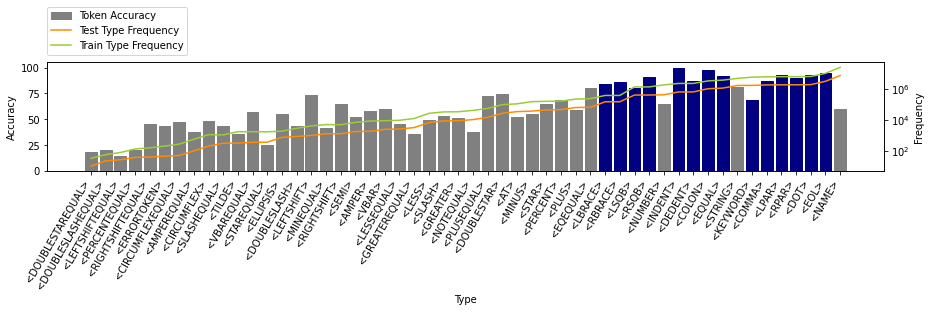 Token Accuracy
Test Type Frequency
Train Type Frequency
100
75
50
25
0
Accuracy
10^6
10^4
10^2
Frequency
<DOUBLESTAREQUAL>
<DOUBLESLASHEQUAL>
<LEFTSHIFTEQUAL>
<PERCENTEQUAL>
<RIGHTSHIFTEQUAL>
<ERRORTOKEN>
<CIRCUMFLEXEQUAL>
<AMPEREQUAL>
<CIRCUMFLEX>
<SLASHEQUAL>
<TILDE>
<VBAREQUAL>
<STAREQUAL>
<ELLIPSIS>
<DOUBLESLASH>
<LEFTSHIFT>
<MINEQUAL>
<RIGHTSHIFT>
<SEMI>
<AMPER>
<VBAR>
<LESSEQUAL>
<GREATEREQUAL>
<LESS>
<SLASH>
<GREATER>
<NOTEQUAL>
<PLUSEQUAL>
<DOUBLESTAR>
<AT>
<MINUS>
<STAR>
<PERCENT>
<PLUS>
<EQEQUAL>
<LBRACE>
<RBRACE>
<LSQB>
<RSQB>
<NUMBER>
<INDENT>
<DEDENT>
<COLON>
<EQUAL>
<STRING>
<KEYWORD>
<COMMA>
<LPAR>
<RPAR>
<DOT>
<EOL>
<NAME>
Type